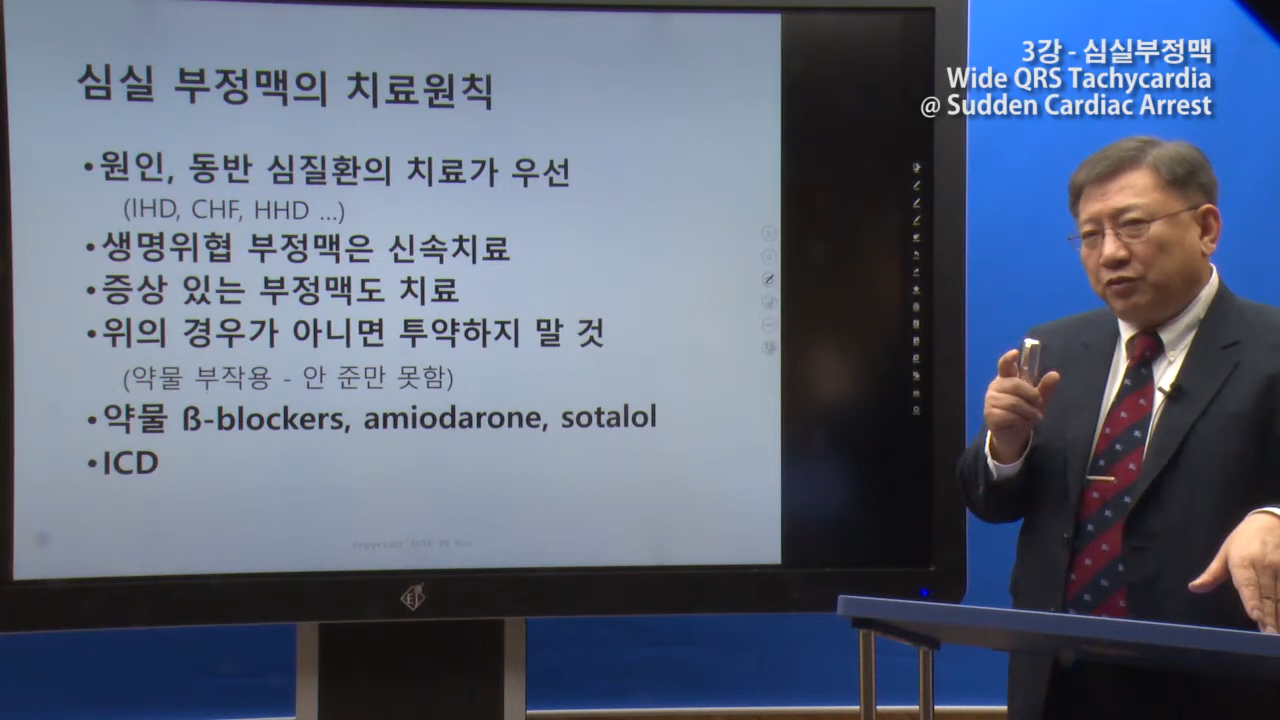 3강 - 심실부정맥
Wide QRS Tachycardia
@ Sudden Cardiac Arrest
심실 부정맥의 치료원칙
•원인, 동반 심질환의 치료가 우선
(IHD, CHF, HHD ...)
•생명위협 부정맥은 신속치료
•증상 있는 부정맥도 치료
•위의 경우가 아니면 투약하지 말 것
(약물 부작용 - 안 준만 못함)
•약물 ß-blockers, amiodarone, sotalol
•ICD
Copyright